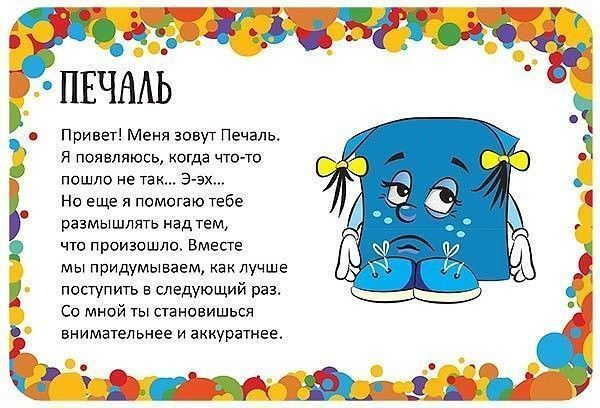 ПЕЧАЛЬ
Привет! Меня зовут Печаль.
Я появляюсь, когда что-то
пошло не так... Э-эх...
Но еще я помогаю тебе
размышлять над тем,
что произошло. Вместе
мы придумываем, как лучше
поступить в следующий раз.
Со мной ты становишься
внимательнее и аккуратнее.